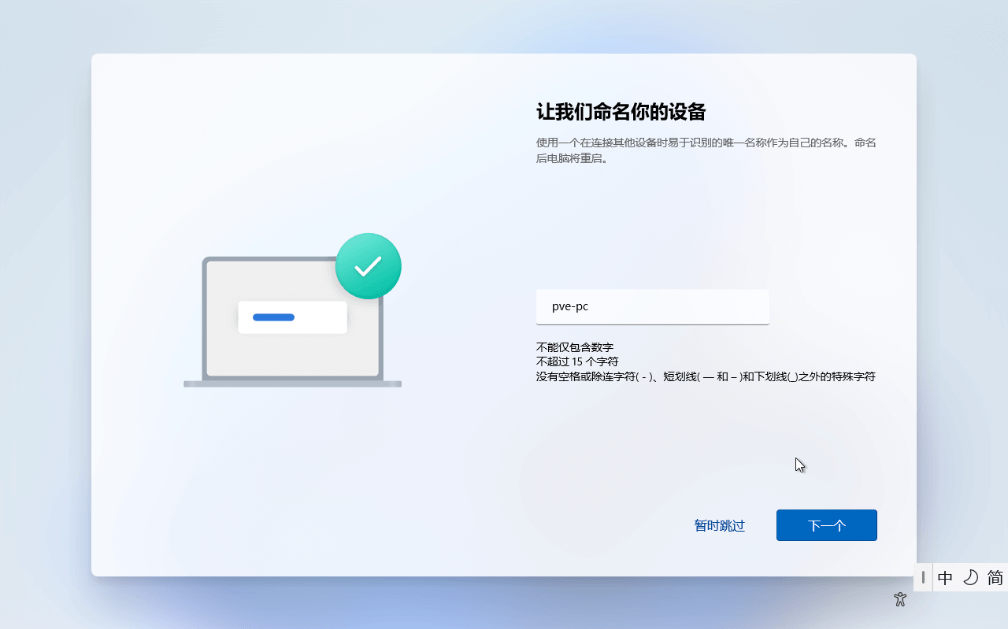 让我们命名你的设备
使用一个在连接其他设备时易于识别的唯一名称作为自己的名称。命名
后电脑将重启。
pve-pc
不能仅包含数字
不超过 15 个字符
没有空格或除连字符( - )、短划线( — 和 – )和下划线(_)之外的特殊字符
暂时跳过
下一个
中
简